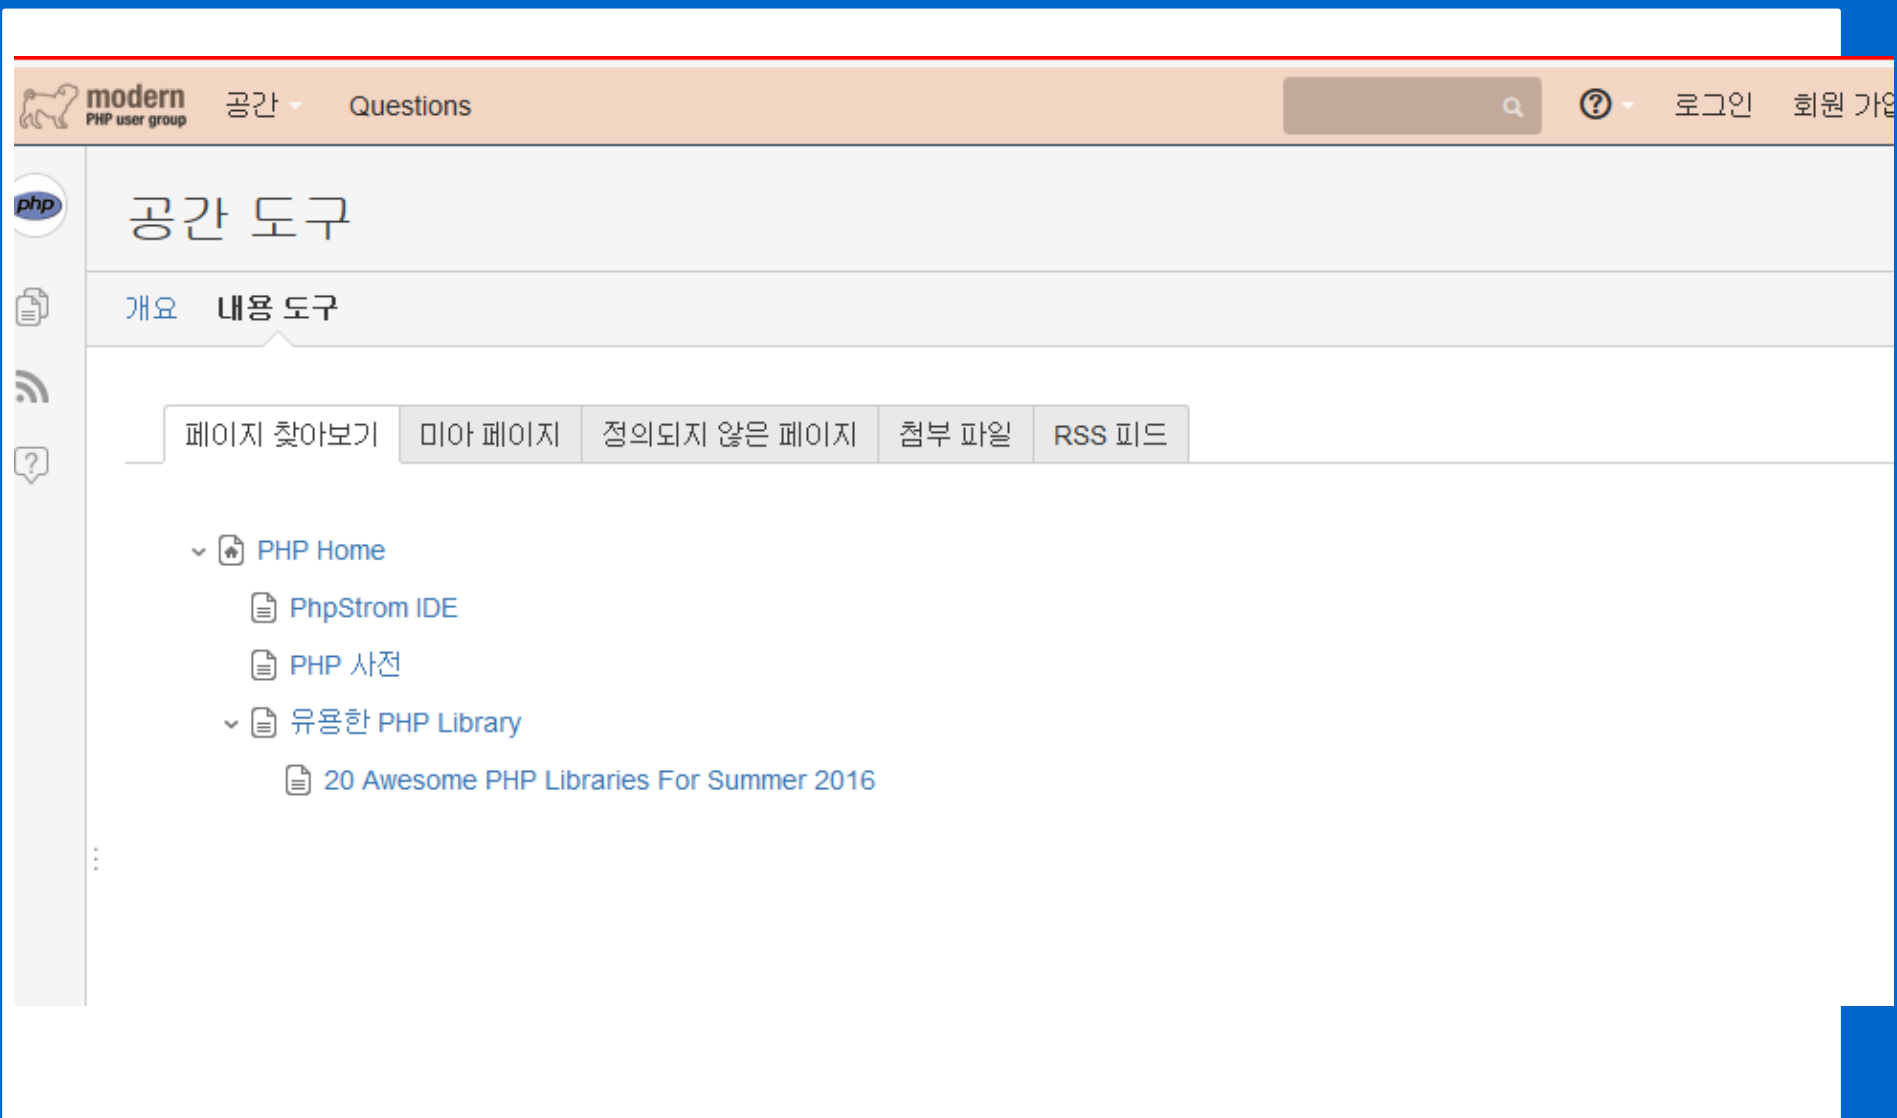 modern
PHP user group
공간
Questions
로그인
회원 가입
php
공간 도구
개요
내용 도구
페이지 찾아보기
미아 페이지
정의되지 않은 페이지
첨부 파일
RSS 피드
PHP Home
PhpStrom IDE
PHP 사전
유용한 PHP Library
20 Awesome PHP Libraries For Summer 2016